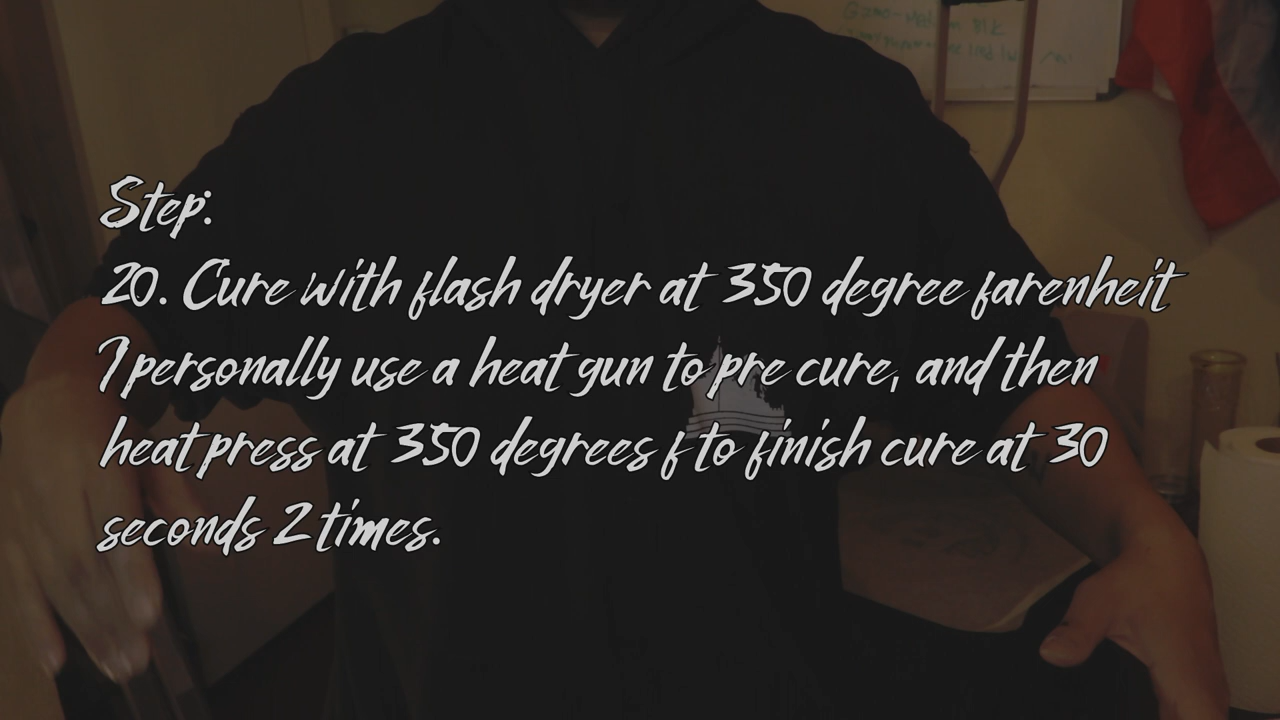 Step:
20. Cure with flash dryer at 350 degree farenheit
I personally use a heat gun to pre cure, and then
heat press at 350 degrees f to finish cure at 30
seconds 2 times.